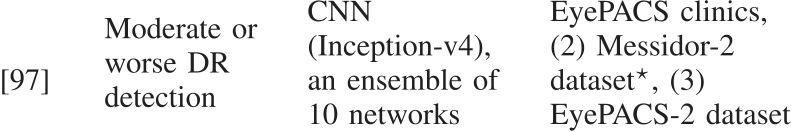 [97]
Moderate or
worse DR
detection
CNN
(Inception-v4),
an ensemble of
10 networks
EyePACS clinics,
(2) Messidor-2
dataset*, (3)
EyePACS-2 dataset